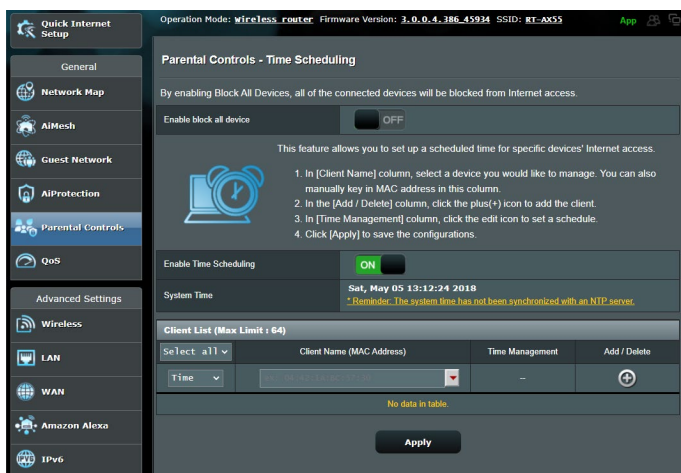 Quick Internet
Setup
General
Network Map
AiMesh
Guest Network
AiProtection
Parental Controls
QoS
Advanced Settings
Wireless
LAN
WAN
Amazon Alexa
IPv6
Operation Mode: Wireless router Firmware Version: 3.0.0.4.386_45934 SSID: RT-AX55 App
Parental Controls - Time Scheduling
By enabling Block All Devices, all of the connected devices will be blocked from Internet access.
Enable block all device OFF
This feature allows you to set up a scheduled time for specific devices' Internet access.
1. In [Client Name] column, select a device you would like to manage. You can also
manually key in MAC address in this column.
2. In the [Add / Delete] column, click the plus(+) icon to add the client.
3. In [Time Management] column, click the edit icon to set a schedule.
4. Click [Apply] to save the configurations.
Enable Time Scheduling ON
System Time Sat, May 05 13:12:24 2018
* Reminder: The system time has not been synchronized with an NTP server.
Client List (Max Limit : 64)
Select all Client Name (MAC Address) Time Management Add / Delete
Time –
No data in table.
Apply